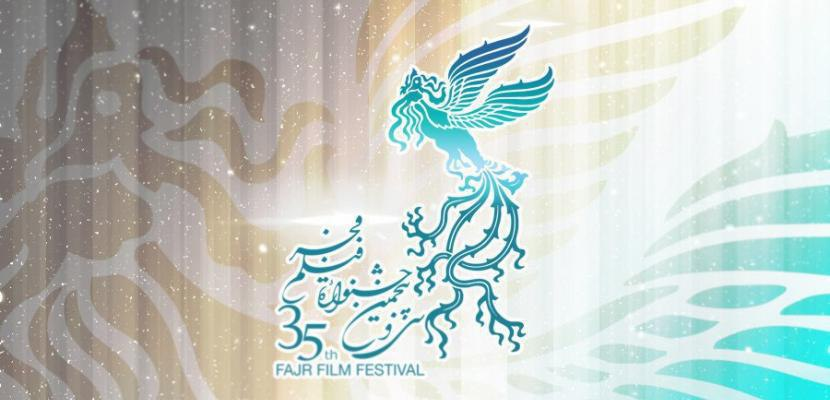 سی و پنجمین جشنواره
فیلم
فجر
35th
FAJR FILM FESTIVAL